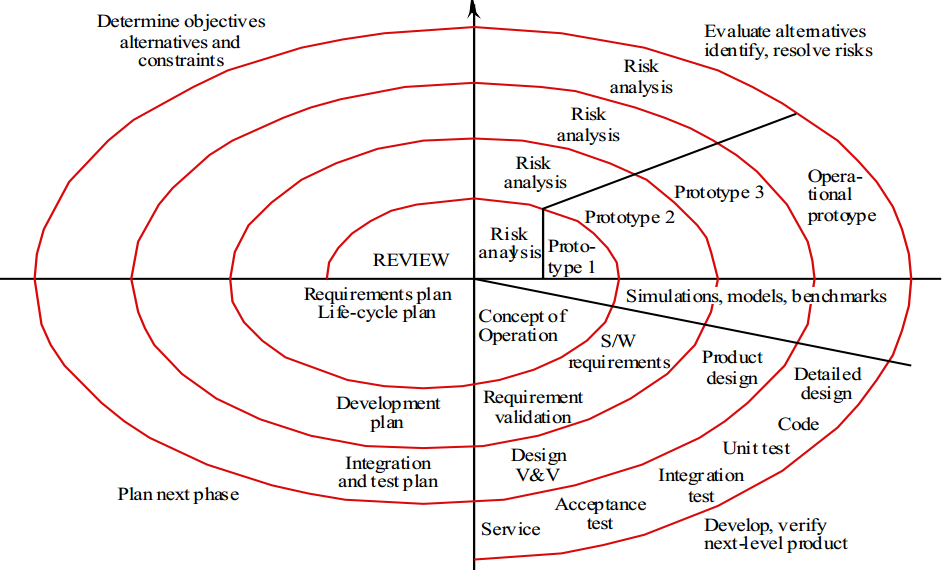 Determine objectives
alternatives and
constraints
Evaluate alternatives
identify, resolve risks
Risk
analysis
Risk
analysis
Risk
analysis
Risk
analysis
Proto-
type 1
Prototype 2
Prototype 3
Opera-
tional
protoype
REVIEW
Requirements plan
Life-cycle plan
Simulations, models, benchmarks
Concept of
Operation
S/W
requirements
Product
design
Detailed
design
Development
plan
Requirement
validation
Code
Unit test
Integration
and test plan
Design
V&V
Integration
test
Plan next phase
Acceptance
test
Service
Develop, verify
next-level product